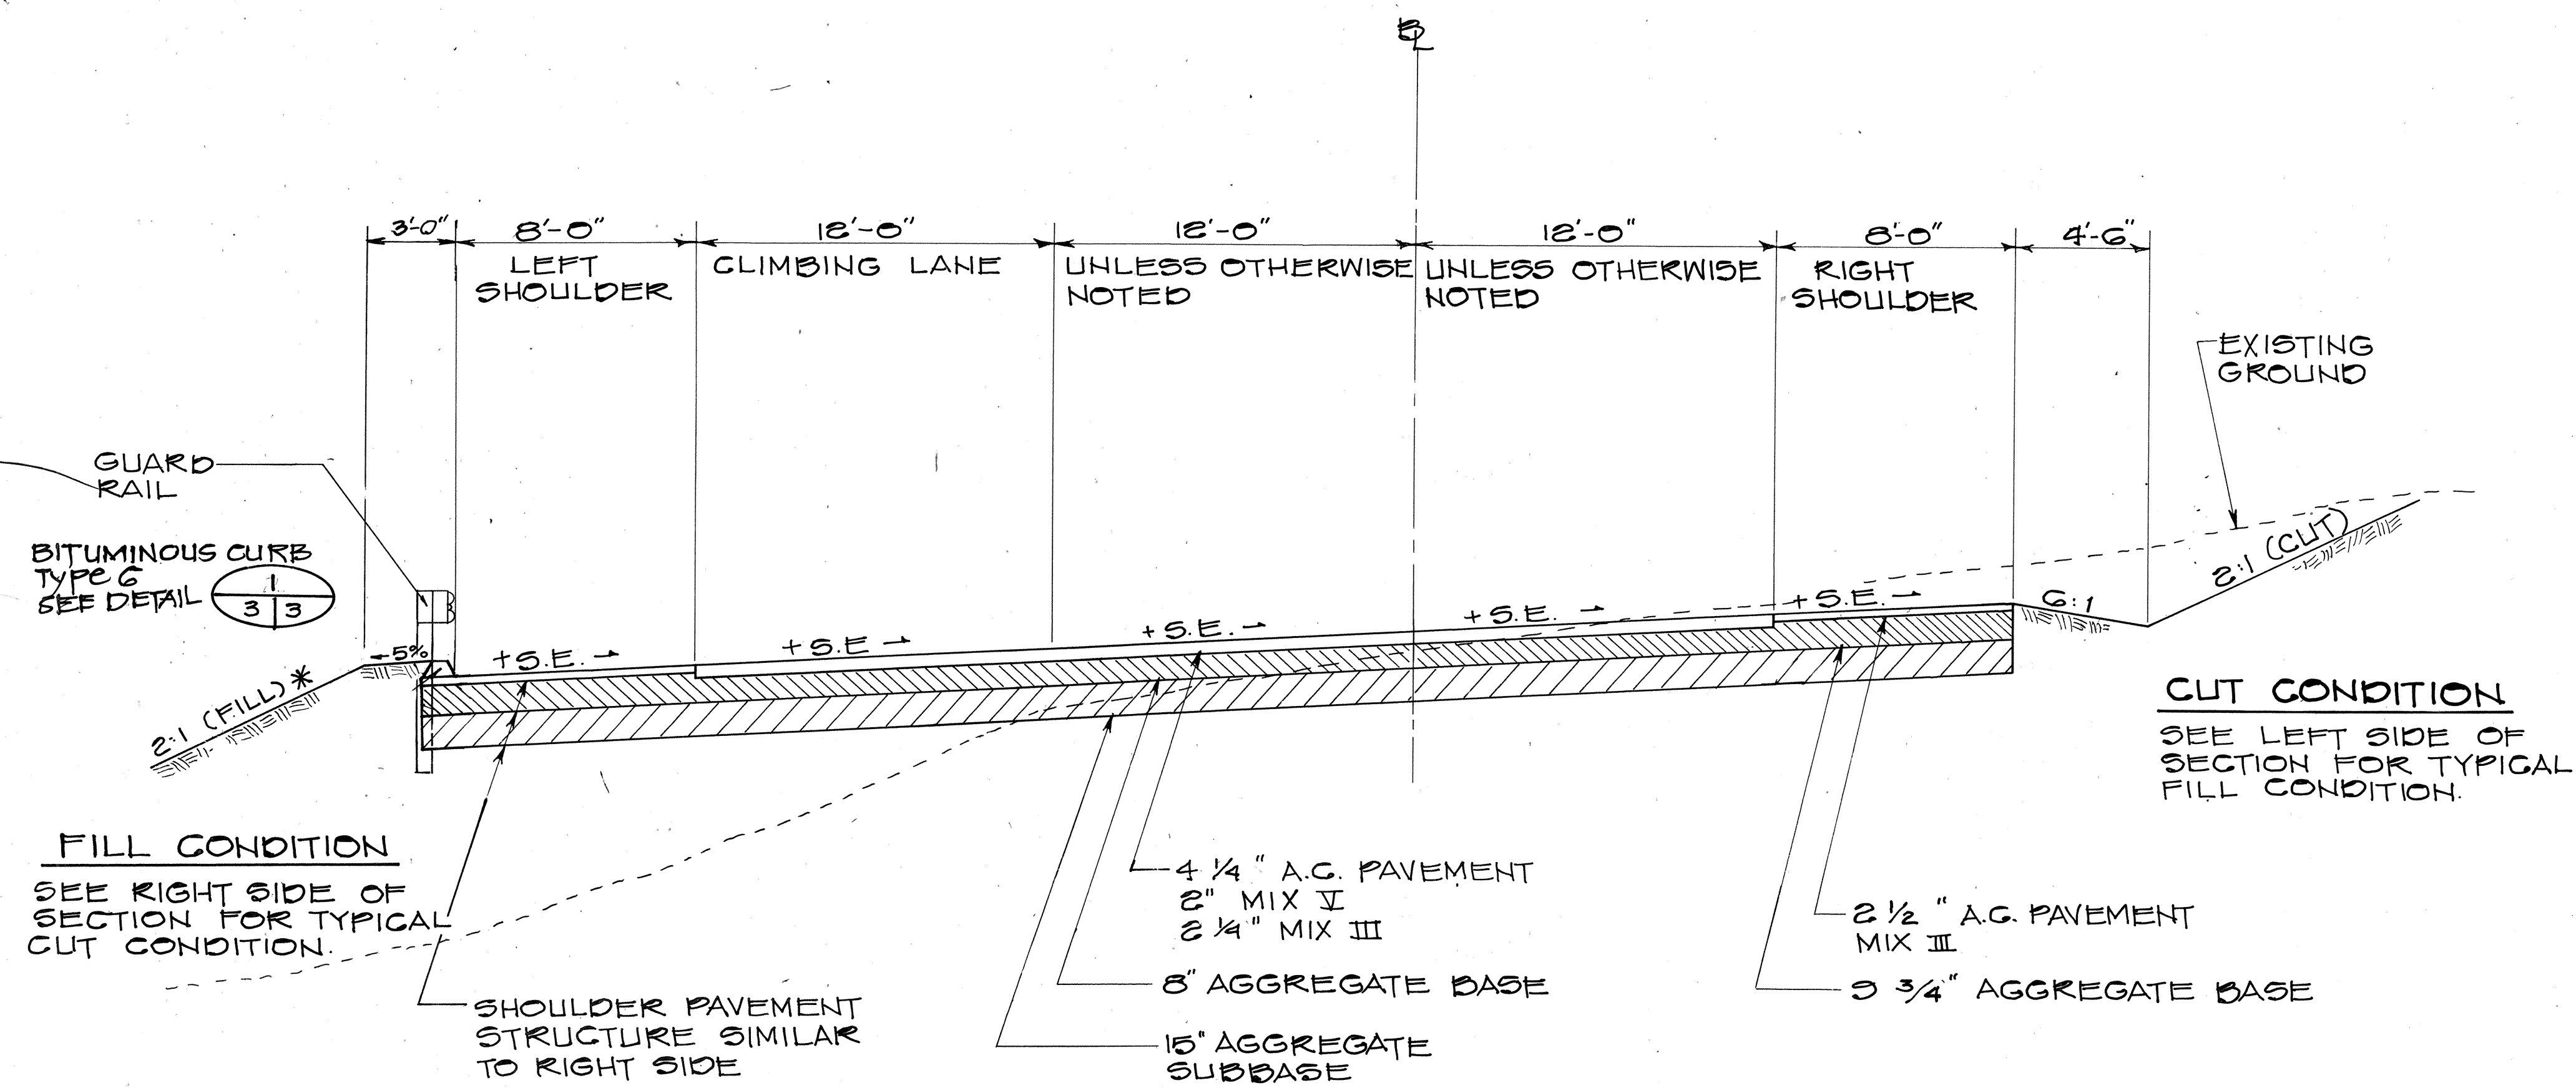 B
L
3'-0" 8'-0" 12'-0" 12'-0" 12'-0" 8'-0" 4'-6"
LEFT
SHOULDER
CLIMBING LANE
UNLESS OTHERWISE
NOTED
UNLESS OTHERWISE
NOTED
RIGHT
SHOULDER
EXISTING
GROUND
GUARD
RAIL
BITUMINOUS CURB
Type 6
SEE DETAIL
1
3 3
2:1 (FILL) *
5%
+S.E.
+S.E.
+S.E.
+S.E.
+S.E.
6:1
2:1 (CUT)
FILL CONDITION
SEE RIGHT SIDE OF
SECTION FOR TYPICAL
CUT CONDITION.
CUT CONDITION
SEE LEFT SIDE OF
SECTION FOR TYPICAL
FILL CONDITION.
SHOULDER PAVEMENT
STRUCTURE SIMILAR
TO RIGHT SIDE
4 1/4" A.C. PAVEMENT
2" MIX V
2 1/4" MIX III
8" AGGREGATE BASE
15" AGGREGATE
SUBBASE
2 1/2" A.C. PAVEMENT
MIX III
9 3/4" AGGREGATE BASE